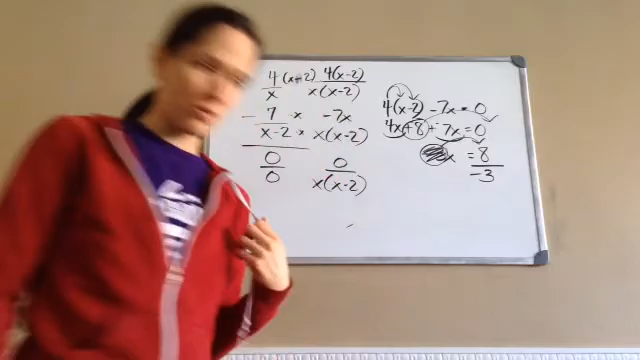 4/x (x+2) 4(x-2)/x(x-2)
- 7/x-2 • x/x -7x/x(x-2)
0/0 0/x(x-2)
4(x-2) -7x = 0
4x+8+-7x=0
x = 8/-3